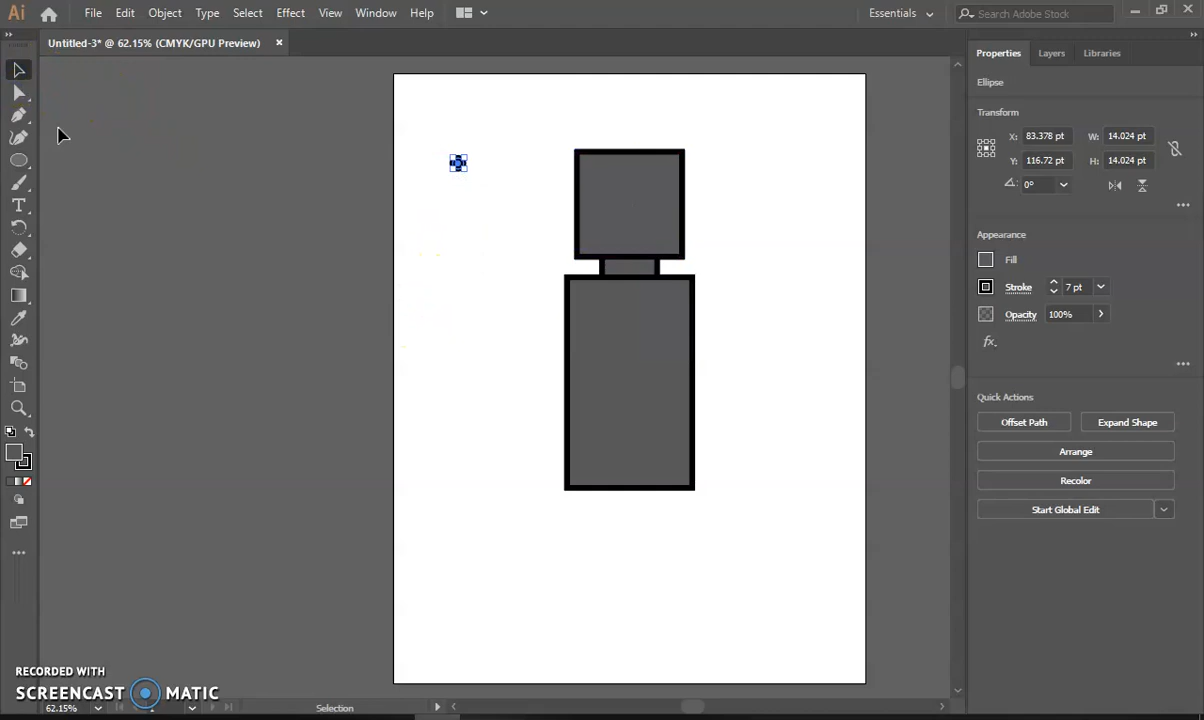 Ai File Edit Object Type Select Effect View Window Help Essentials Search Adobe Stock
Untitled-3* @ 62.15% (CMYK/GPU Preview) ×
Properties Layers Libraries
Ellipse
Transform
X: 83.378 pt W: 14.024 pt
Y: 116.72 pt H: 14.024 pt
0°
Appearance
Fill
Stroke 7 pt
Opacity 100%
fx.
Quick Actions
Offset Path Expand Shape
Arrange
Recolor
Start Global Edit
RECORDED WITH
SCREENCAST MATIC
62.15% Selection